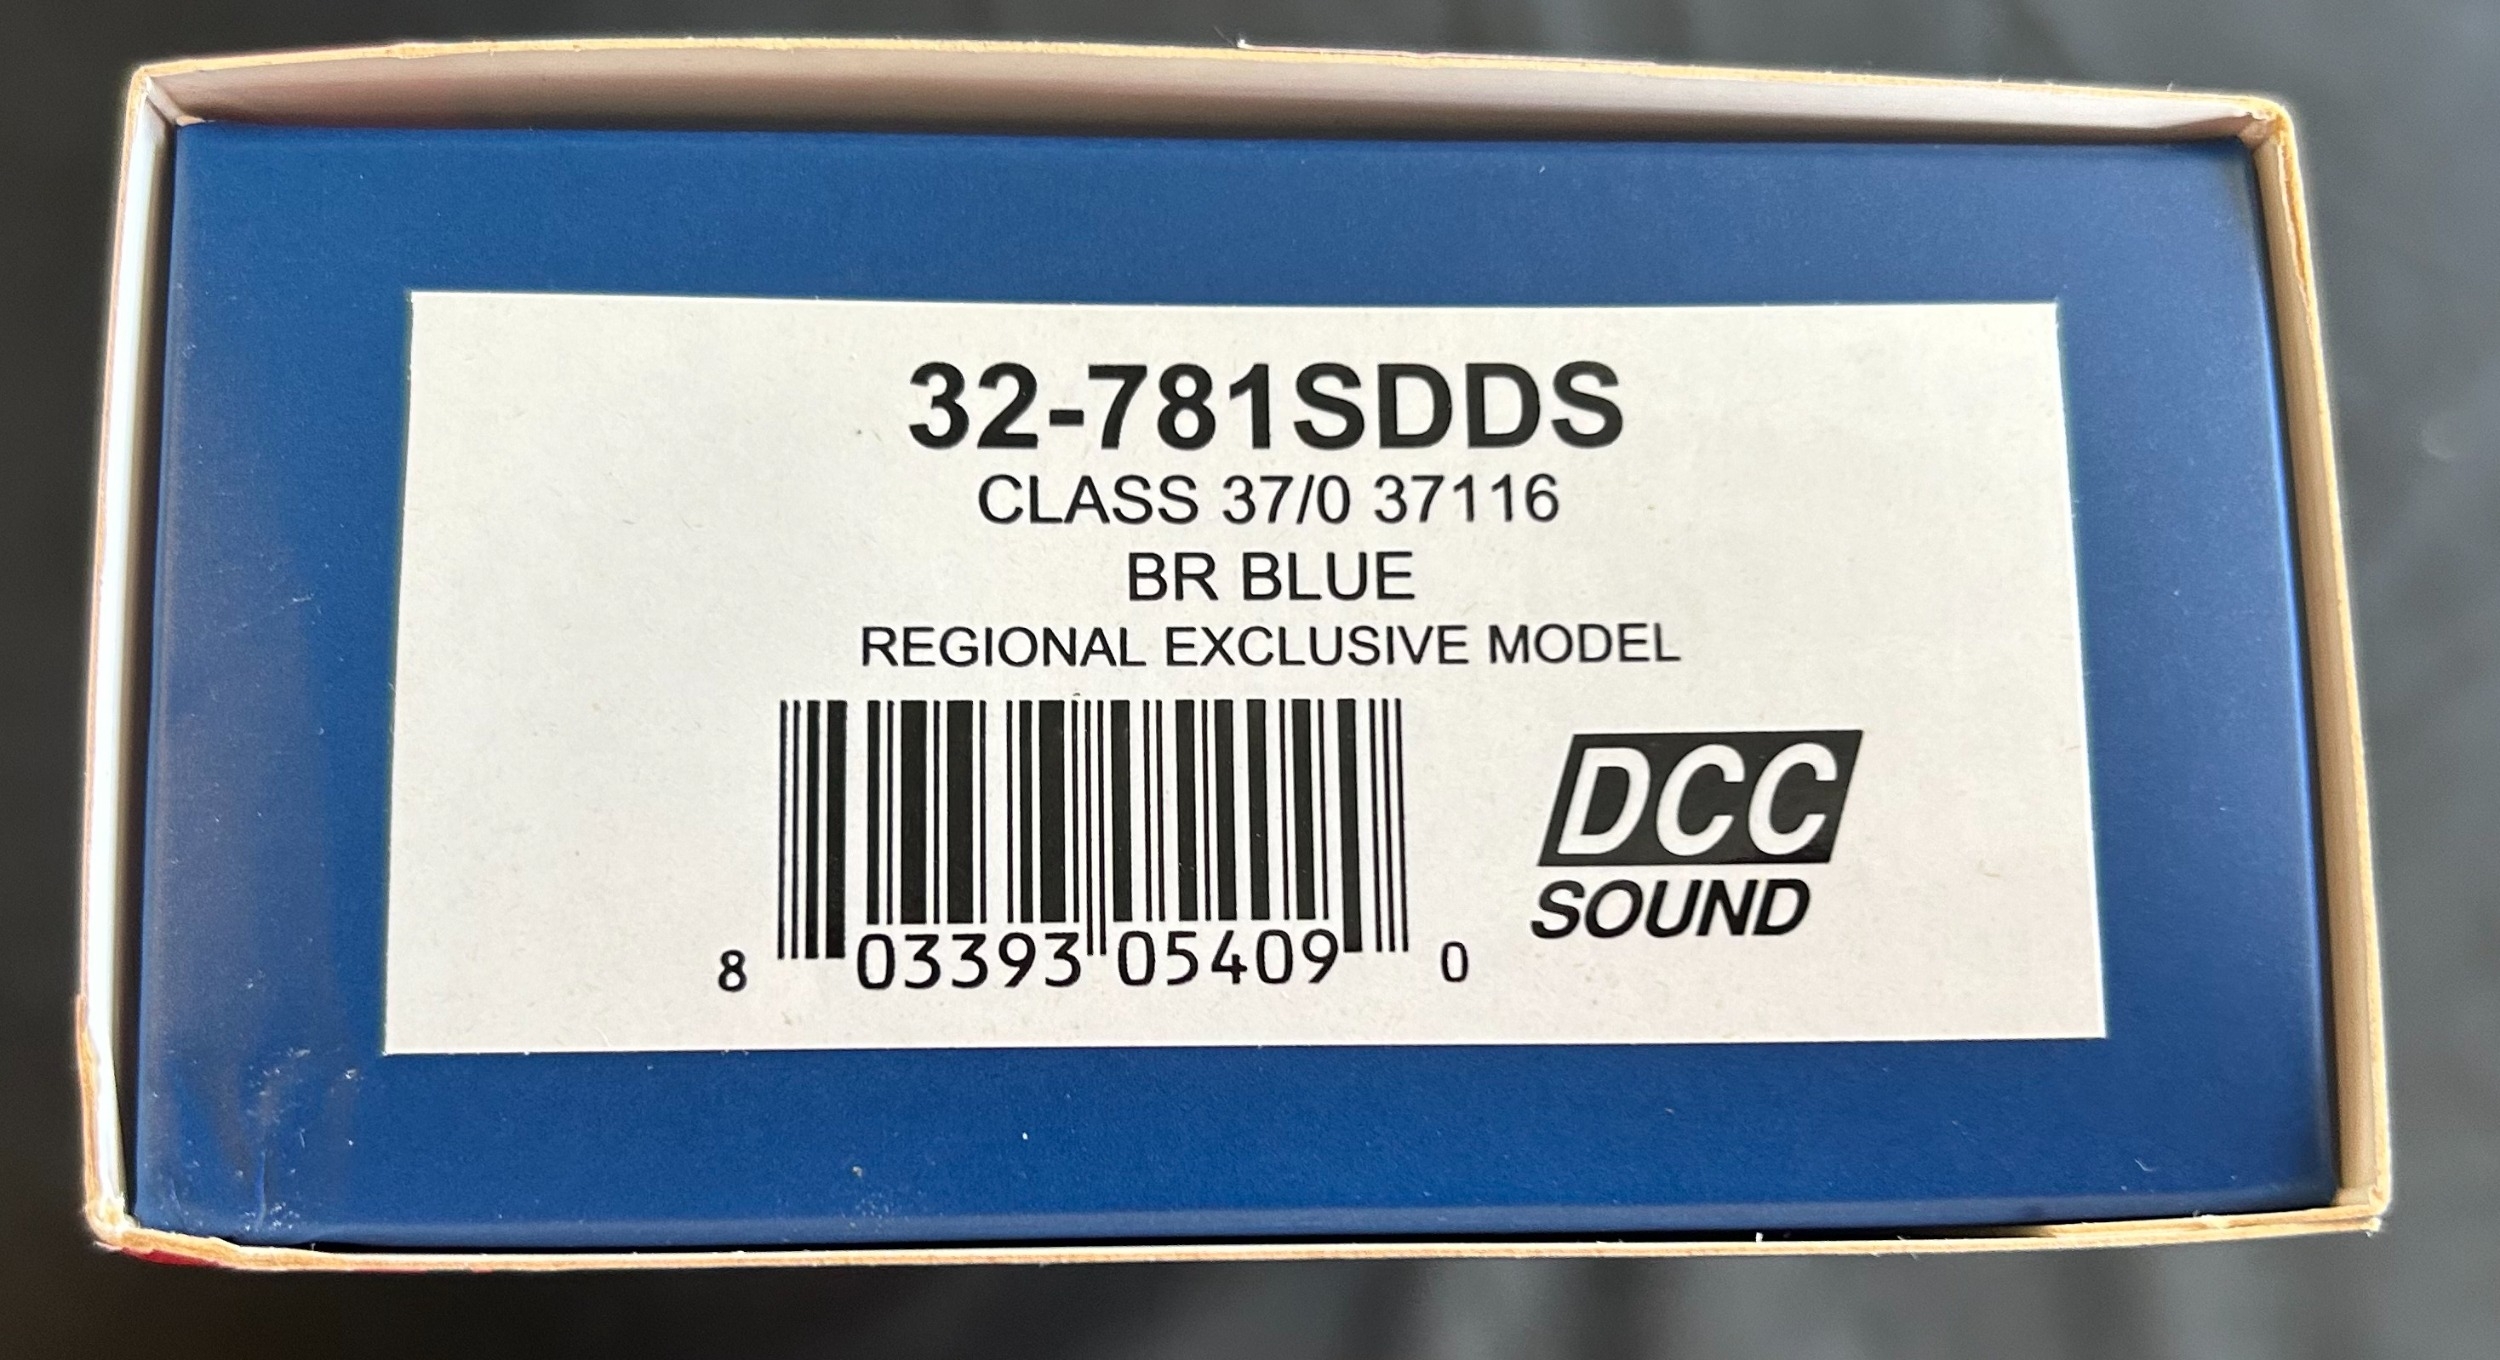 32-781SDDS
CLASS 37/0 37116
BR BLUE
REGIONAL EXCLUSIVE MODEL
DCC
SOUND
8 03393 05409 0